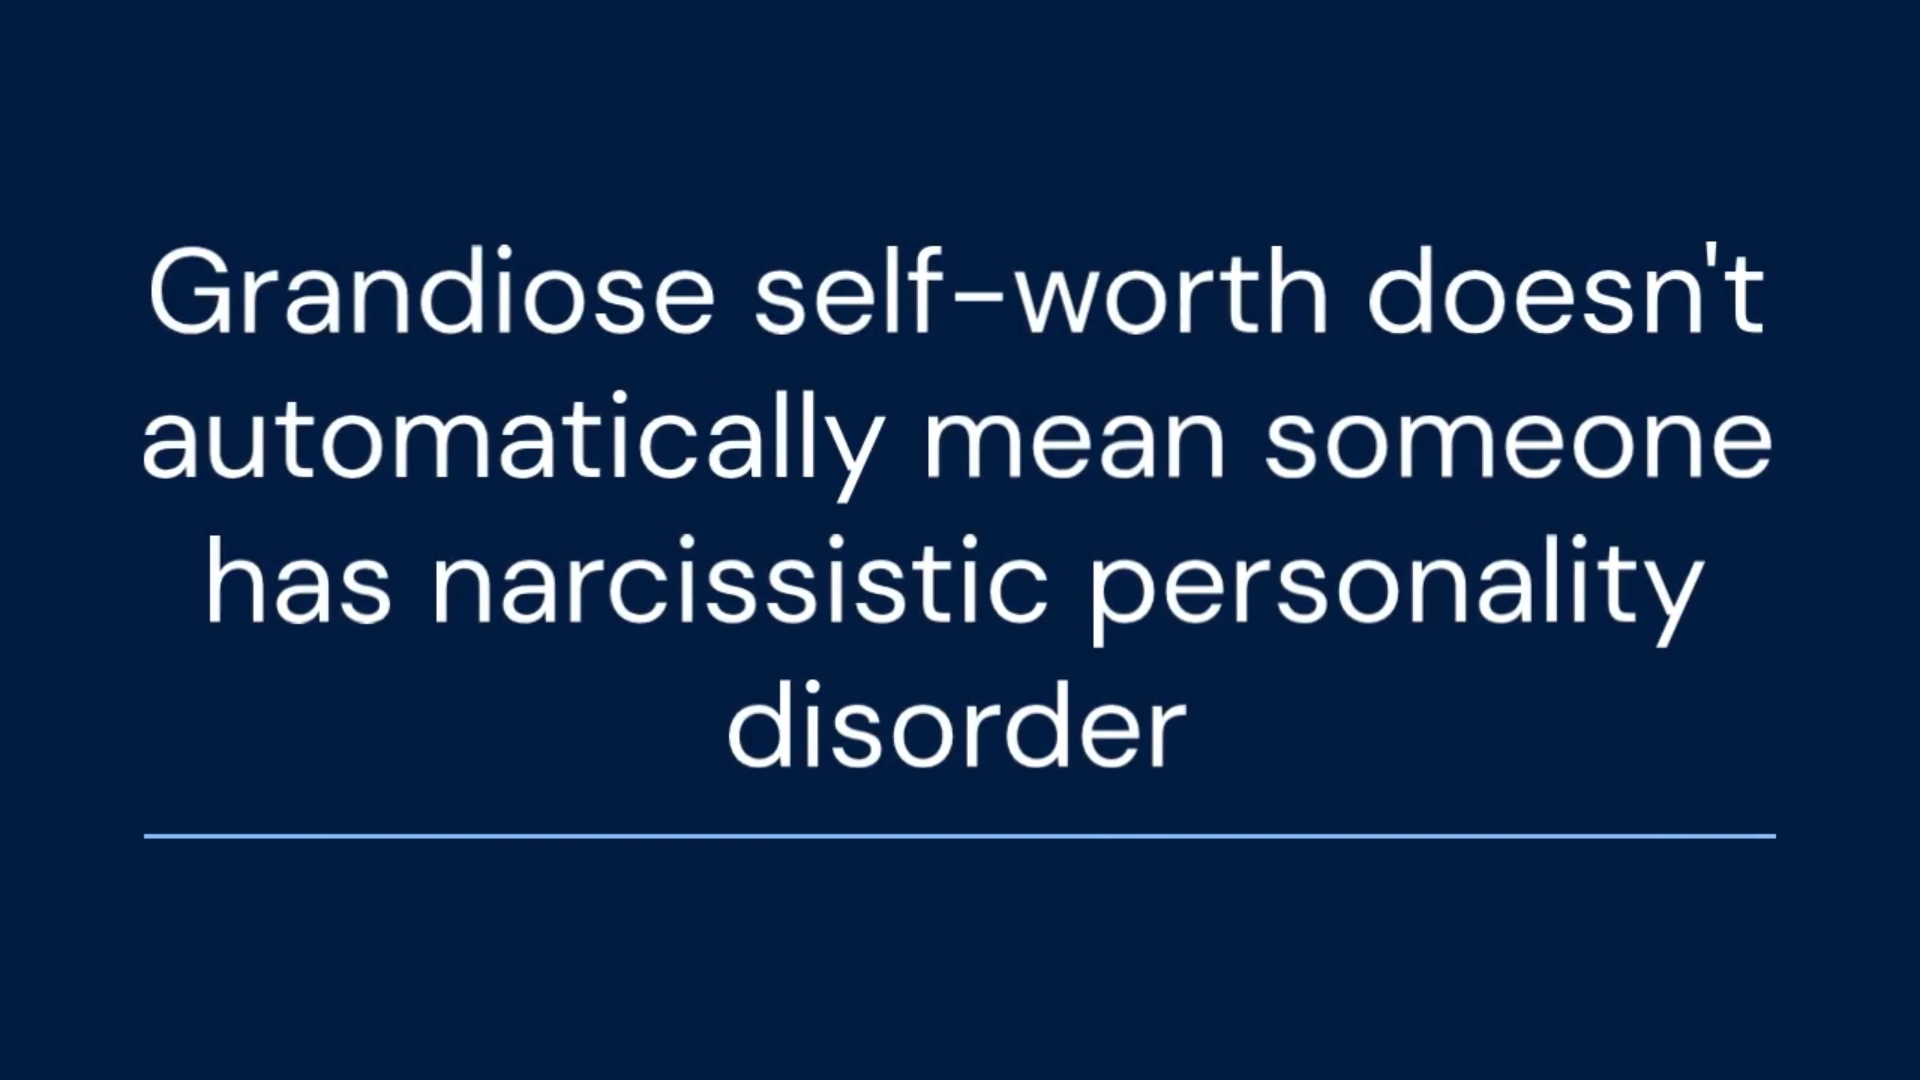 Grandiose self-worth doesn't
automatically mean someone
has narcissistic personality
disorder